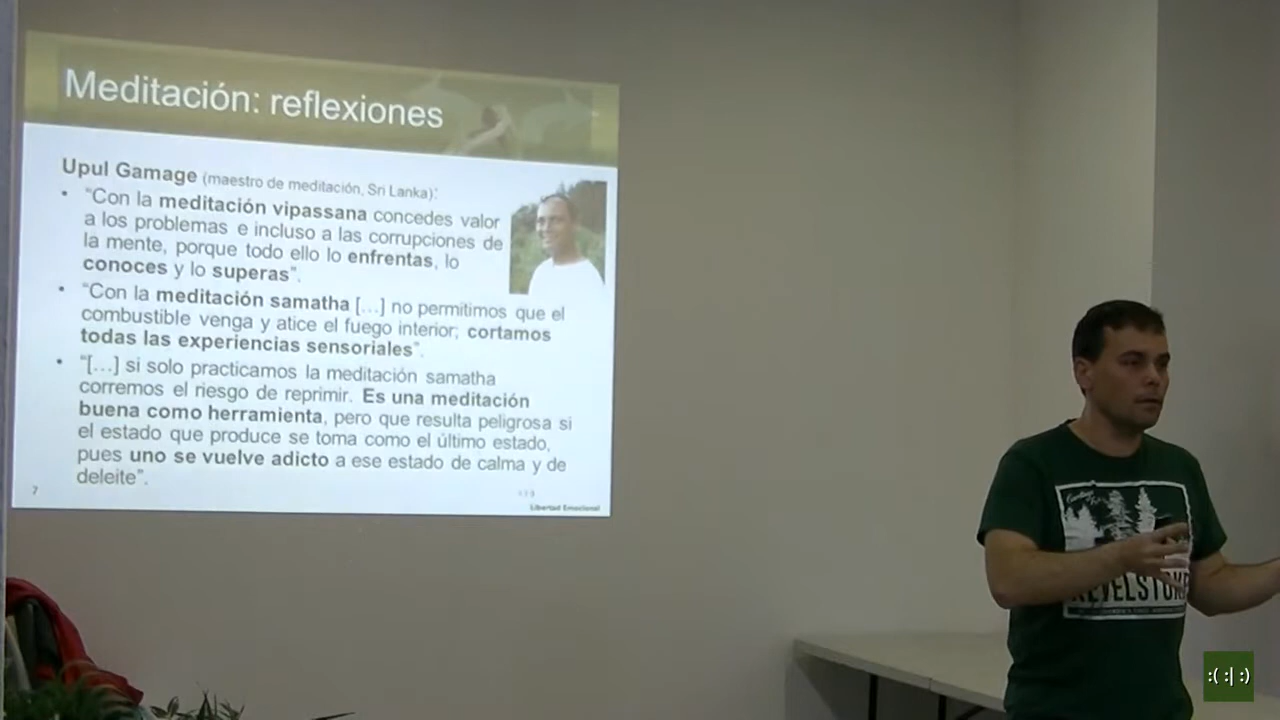 Meditación: reflexiones
Upul Gamage (maestro de meditación, Sri Lanka):
• “Con la meditación vipassana concedes valor
a los problemas e incluso a las corrupciones de
la mente, porque todo ello lo enfrentas, lo
conoces y lo superas”.
• “Con la meditación samatha [...] no permitimos que el
combustible venga y atice el fuego interior; cortamos
todas las experiencias sensoriales”.
• “[...] si solo practicamos la meditación samatha
corremos el riesgo de reprimir. Es una meditación
buena como herramienta, pero que resulta peligrosa si
el estado que produce se toma como el último estado,
pues uno se vuelve adicto a ese estado de calma y de
deleite”.
7
Libertad Emocional
REVELSTOKE
:( :| :)